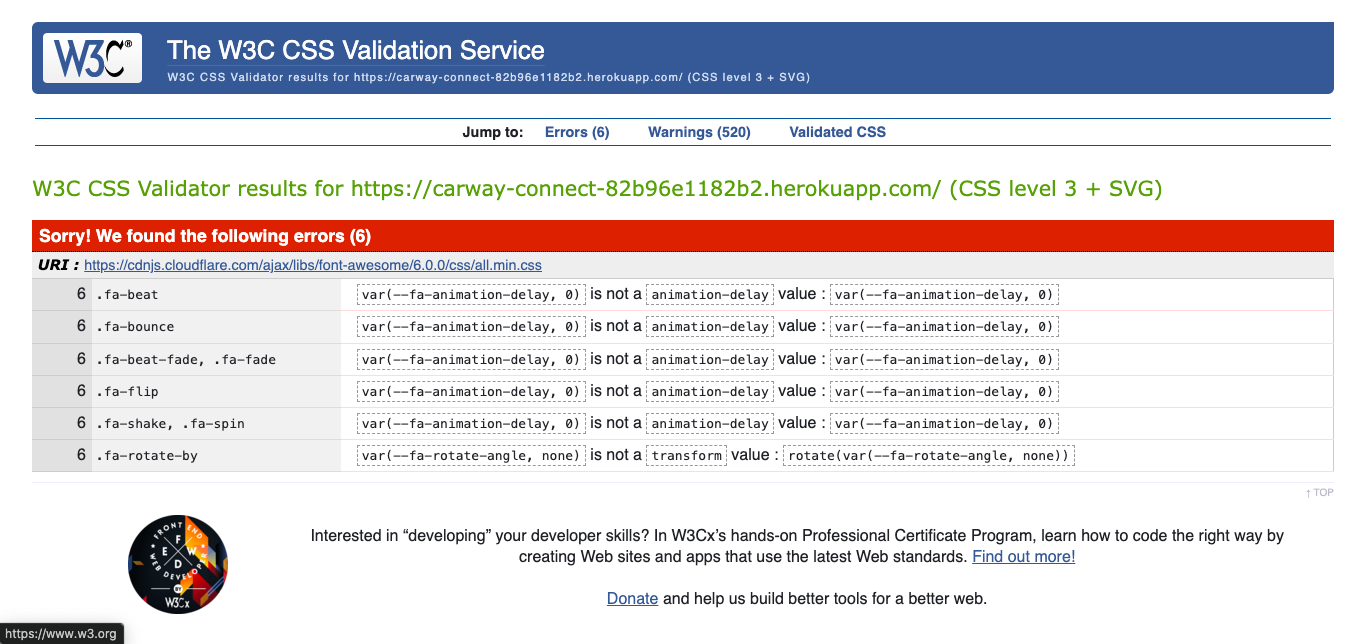 W3C®
The W3C CSS Validation Service
W3C CSS Validator results for https://carway-connect-82b96e1182b2.herokuapp.com/ (CSS level 3 + SVG)
Jump to: Errors (6) Warnings (520) Validated CSS
W3C CSS Validator results for https://carway-connect-82b96e1182b2.herokuapp.com/ (CSS level 3 + SVG)
Sorry! We found the following errors (6)
URI : https://cdnjs.cloudflare.com/ajax/libs/font-awesome/6.0.0/css/all.min.css
6 .fa-beat var(--fa-animation-delay, 0) is not a animation-delay value : var(--fa-animation-delay, 0)
6 .fa-bounce var(--fa-animation-delay, 0) is not a animation-delay value : var(--fa-animation-delay, 0)
6 .fa-beat-fade, .fa-fade var(--fa-animation-delay, 0) is not a animation-delay value : var(--fa-animation-delay, 0)
6 .fa-flip var(--fa-animation-delay, 0) is not a animation-delay value : var(--fa-animation-delay, 0)
6 .fa-shake, .fa-spin var(--fa-animation-delay, 0) is not a animation-delay value : var(--fa-animation-delay, 0)
6 .fa-rotate-by var(--fa-rotate-angle, none) is not a transform value : rotate(var(--fa-rotate-angle, none))
↑ TOP
FRONT END
F
E W
D
WEB DEVELOPER
BY
W3Cx
Interested in “developing” your developer skills? In W3Cx’s hands-on Professional Certificate Program, learn how to code the right way by
creating Web sites and apps that use the latest Web standards. Find out more!
Donate and help us build better tools for a better web.
https://www.w3.org